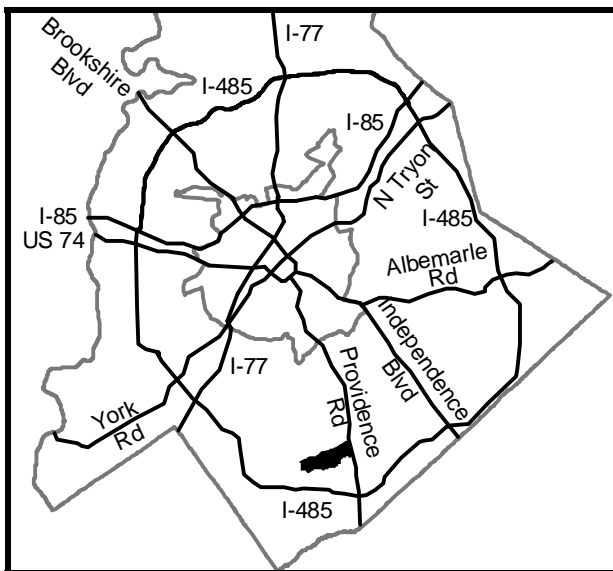 I-77
Brookshire
Blvd
I-485
I-85
N Tryon
St
I-85
US 74
I-485
Albemarle
Rd
Independence
Blvd
Providence
Rd
I-77
York
Rd
I-485